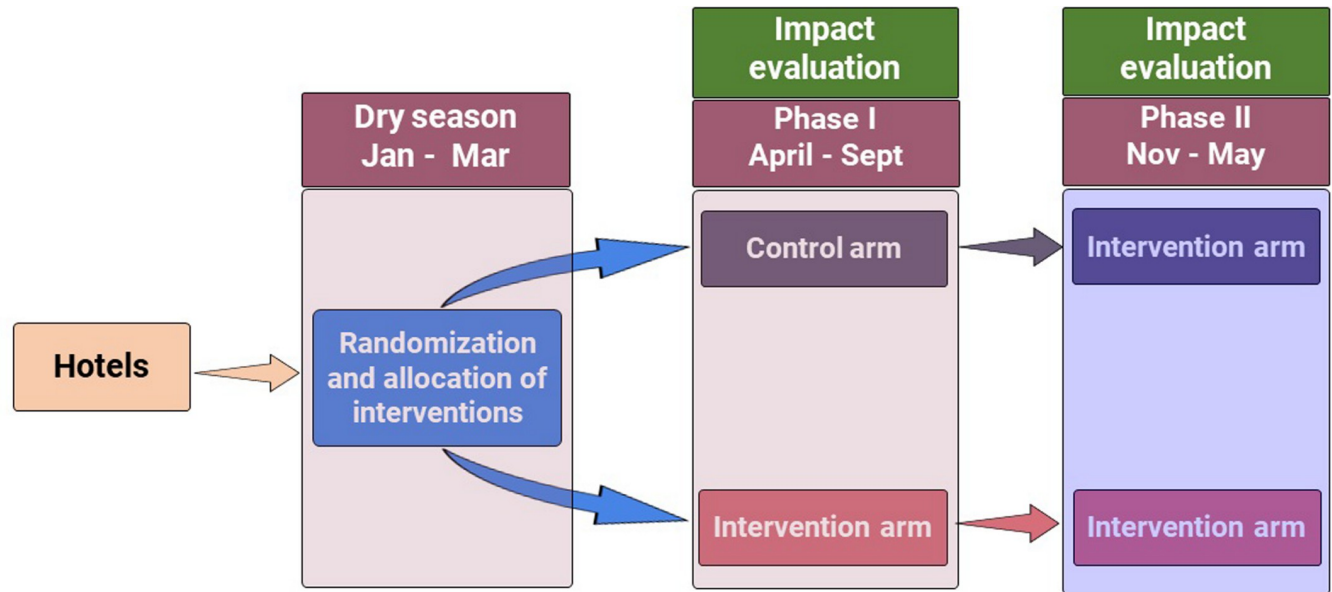 Hotels
Dry season
Jan - Mar
Randomization
and allocation of
interventions
Impact
evaluation
Phase I
April - Sept
Control arm
Intervention arm
Impact
evaluation
Phase II
Nov - May
Intervention arm
Intervention arm